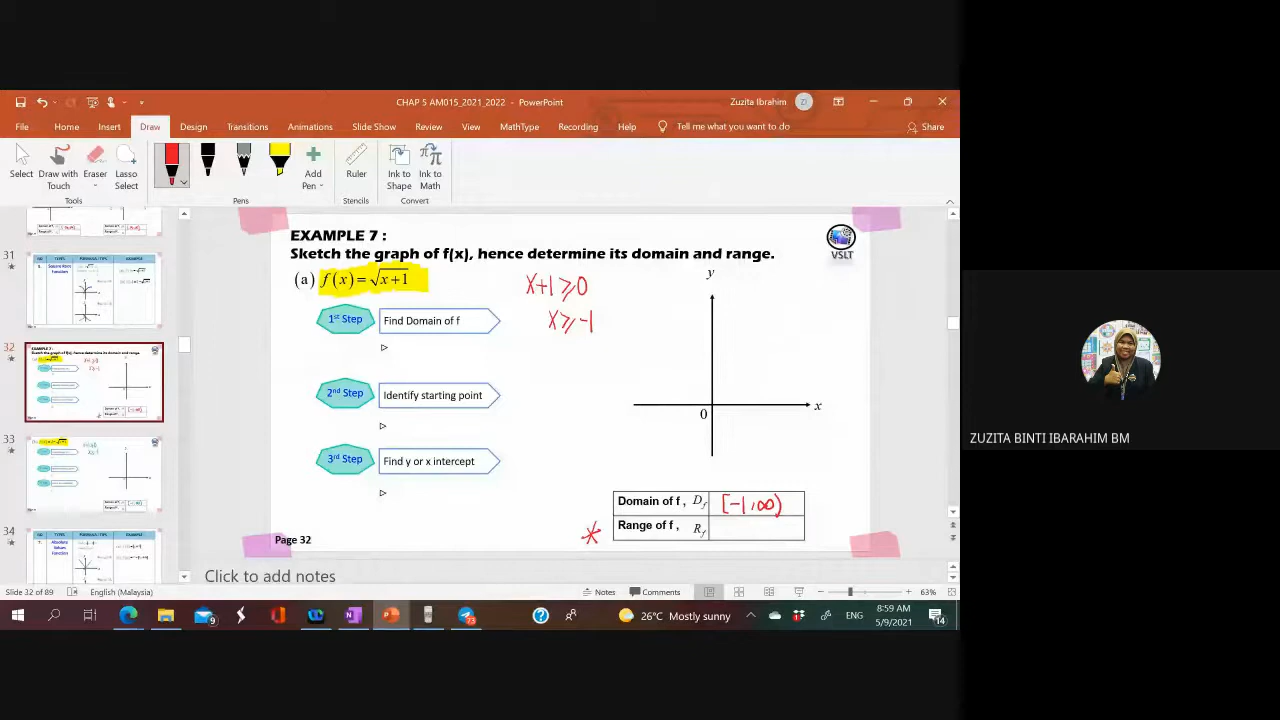 CHAP 5 AM015_2021_2022 - PowerPoint
Zuzita Ibrahim
File Home Insert Draw Design Transitions Animations Slide Show Review View MathType Recording Help Tell me what you want to do Share
Select Draw with Touch Eraser Lasso Select Add Pen Ruler Ink to Shape Ink to Math
Tools Pens Stencils Convert
31
32
33
34
EXAMPLE 7 :
Sketch the graph of f(x), hence determine its domain and range.
VSLT
(a) f(x) = √x+1
x+1 ≥ 0
x ≥ -1
1st Step Find Domain of f
2nd Step Identify starting point
3rd Step Find y or x intercept
y
x
0
Domain of f , Df [-1,∞)
Range of f , Rf
*
Page 32
Click to add notes
Slide 32 of 89 English (Malaysia) Notes Comments 63%
26°C Mostly sunny ENG 8:59 AM
5/9/2021
ZUZITA BINTI IBARAHIM BM